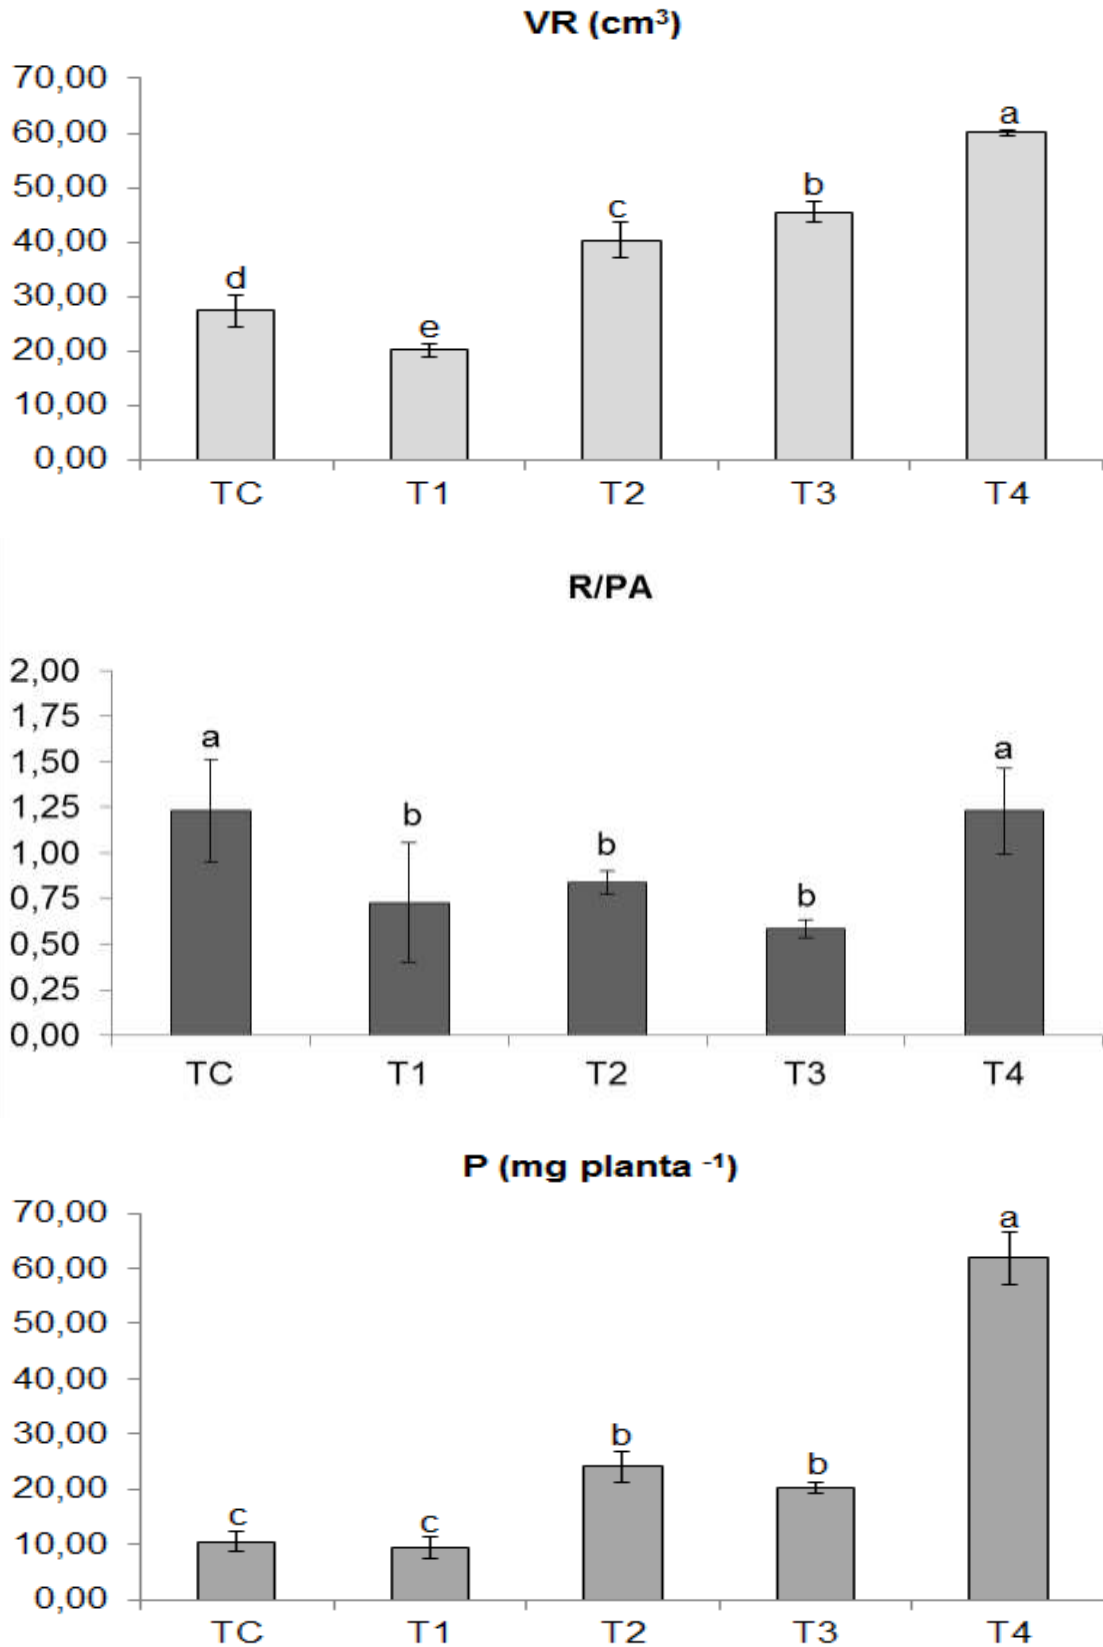 VR (cm³)
70,00
60,00
50,00
40,00
30,00
20,00
10,00
0,00
d
e
c
b
a
TC T1 T2 T3 T4
R/PA
2,00
1,75
1,50
1,25
1,00
0,75
0,50
0,25
0,00
a
b
b
b
a
TC T1 T2 T3 T4
P (mg planta ⁻¹)
70,00
60,00
50,00
40,00
30,00
20,00
10,00
0,00
c
c
b
b
a
TC T1 T2 T3 T4